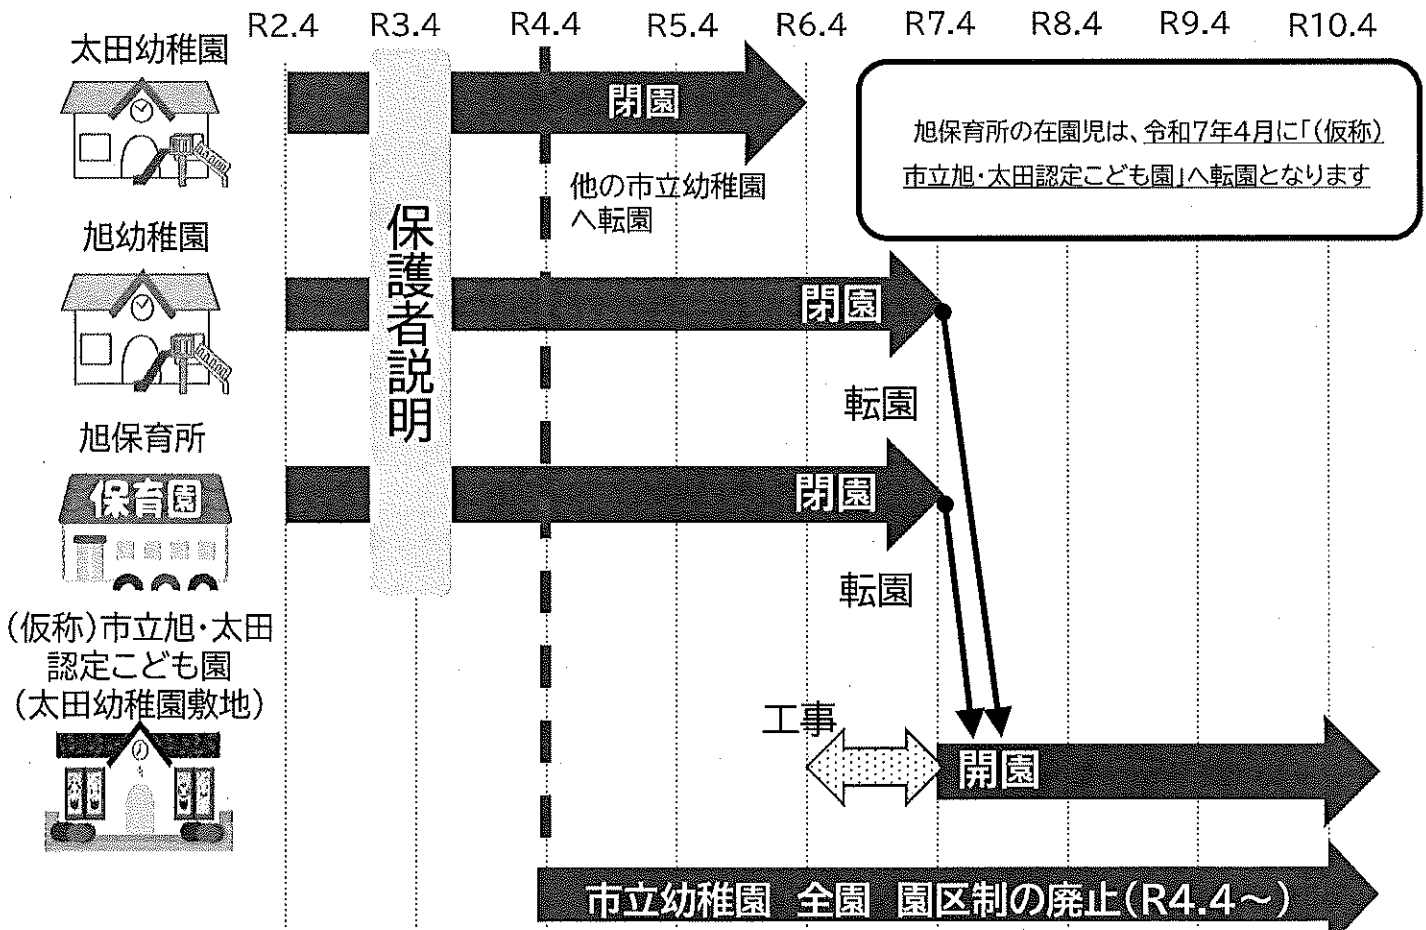 R2.4 R3.4 R4.4 R5.4 R6.4 R7.4 R8.4 R9.4 R10.4
太田幼稚園
閉園
他の市立幼稚園
へ転園
旭保育所の在園児は、令和7年4月に「(仮称)
市立旭・太田認定こども園」へ転園となります
保護者説明
旭幼稚園
閉園
転園
旭保育所
保育園
閉園
転園
(仮称)市立旭・太田
認定こども園
(太田幼稚園敷地)
工事
開園
市立幼稚園 全園 園区制の廃止(R4.4～)